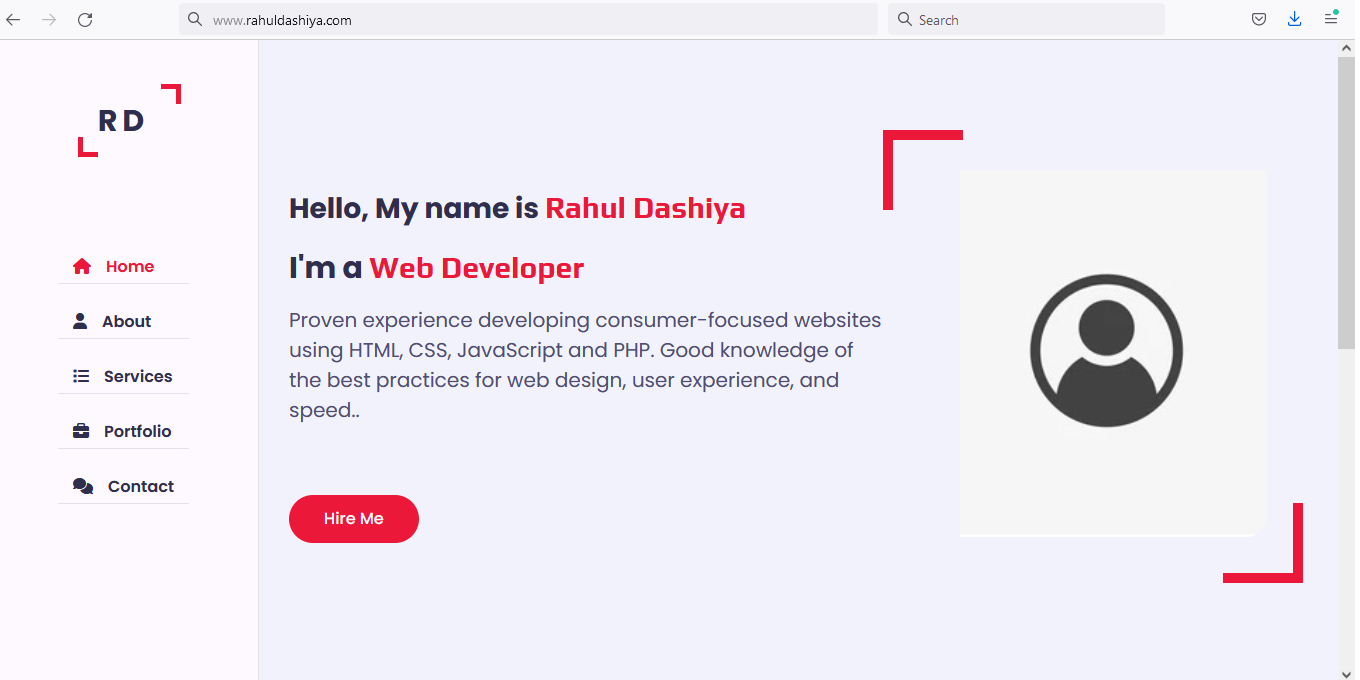 www.rahuldashiya.com
Search
R D
Home
About
Services
Portfolio
Contact
Hello, My name is Rahul Dashiya
I'm a Web Developer
Proven experience developing consumer-focused websites
using HTML, CSS, JavaScript and PHP. Good knowledge of
the best practices for web design, user experience, and
speed..
Hire Me